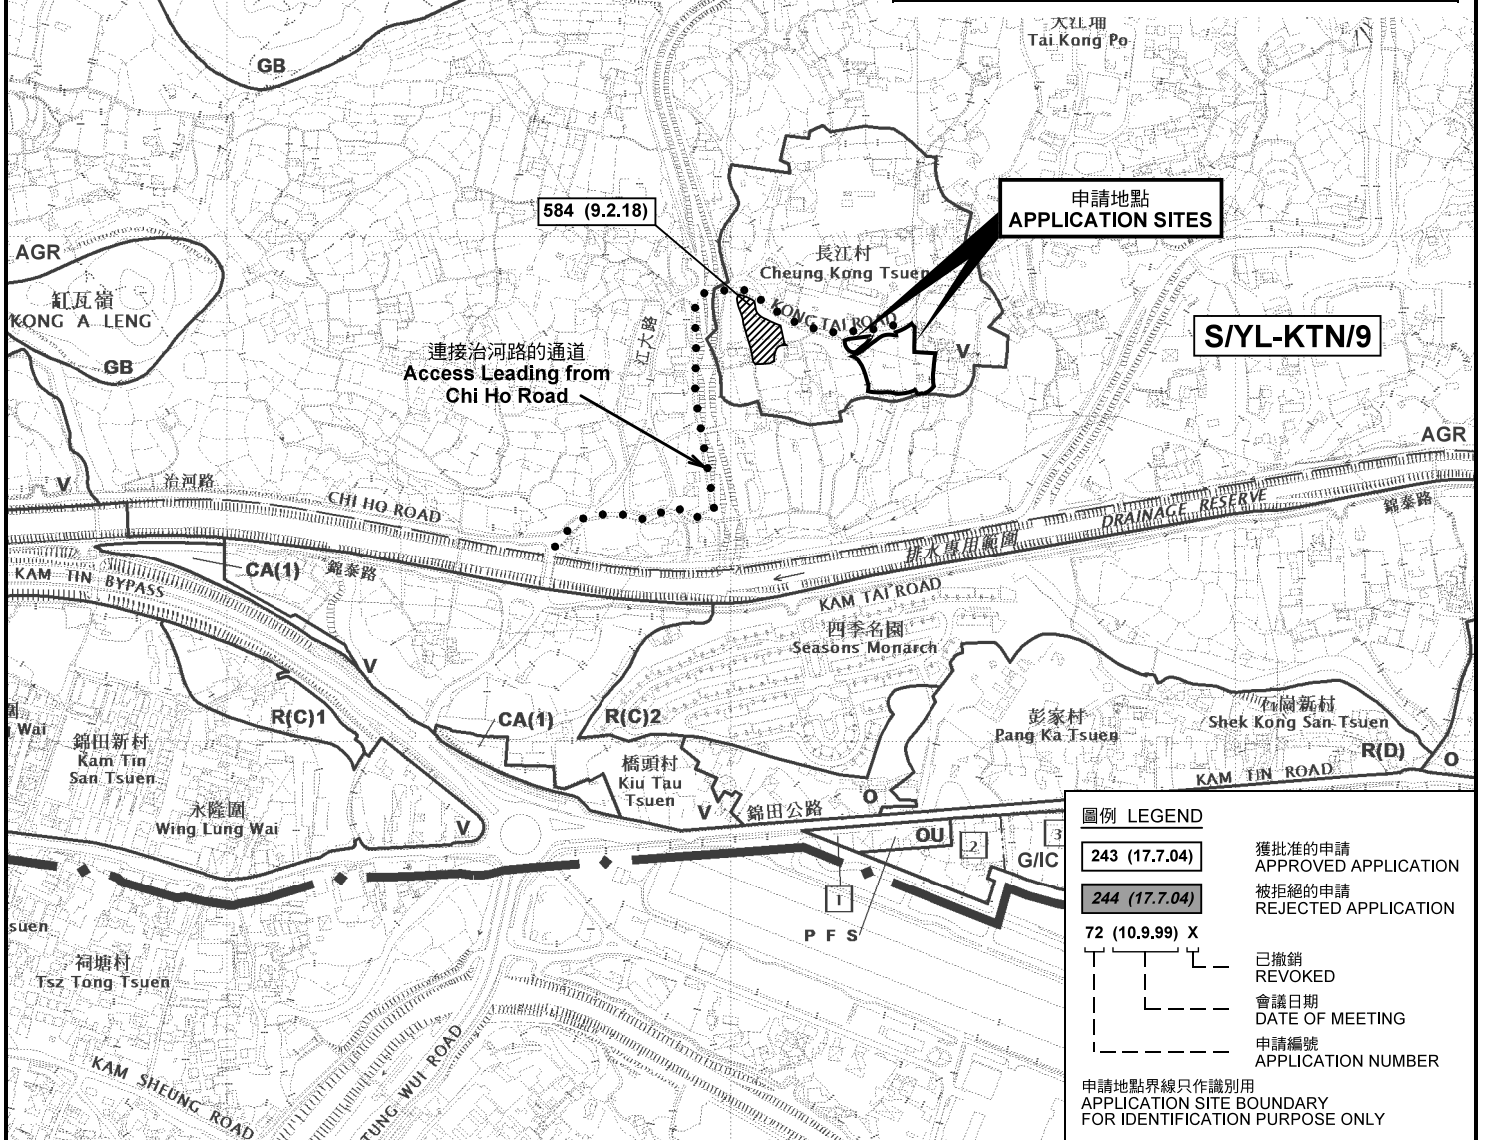 大江埔
Tai Kong Po
GB
584 (9.2.18)
申請地點
APPLICATION SITES
AGR
紅瓦嶺
KONG A LENG
GB
長江村
Cheung Kong Tsuen
KONG TAI ROAD
江大路
V
S/YL-KTN/9
連接治河路的通道
Access Leading from
Chi Ho Road
AGR
V
治河路
CHI HO ROAD
DRAINAGE RESERVE
排水專用範圍
錦泰路
KAM TIN BYPASS
CA(1)
錦泰路
KAM TAI ROAD
四季名園
Seasons Monarch
V
R(C)1
CA(1)
R(C)2
彭家村
Pang Ka Tsuen
石崗新村
Shek Kong San Tsuen
R(D)
O
圍
Wai
錦田新村
Kam Tin
San Tsuen
橋頭村
Kiu Tau
Tsuen
KAM TIN ROAD
永隆圍
Wing Lung Wai
V
V
錦田公路
O
OU
2
3
G/IC
1
P F S
suen
祠塘村
Tsz Tong Tsuen
KAM SHEUNG ROAD
TUNG WUI ROAD
圖例 LEGEND
243 (17.7.04)
獲批准的申請
APPROVED APPLICATION
244 (17.7.04)
被拒絕的申請
REJECTED APPLICATION
72 (10.9.99) X
已撤銷
REVOKED
會議日期
DATE OF MEETING
申請編號
APPLICATION NUMBER
申請地點界線只作識別用
APPLICATION SITE BOUNDARY
FOR IDENTIFICATION PURPOSE ONLY